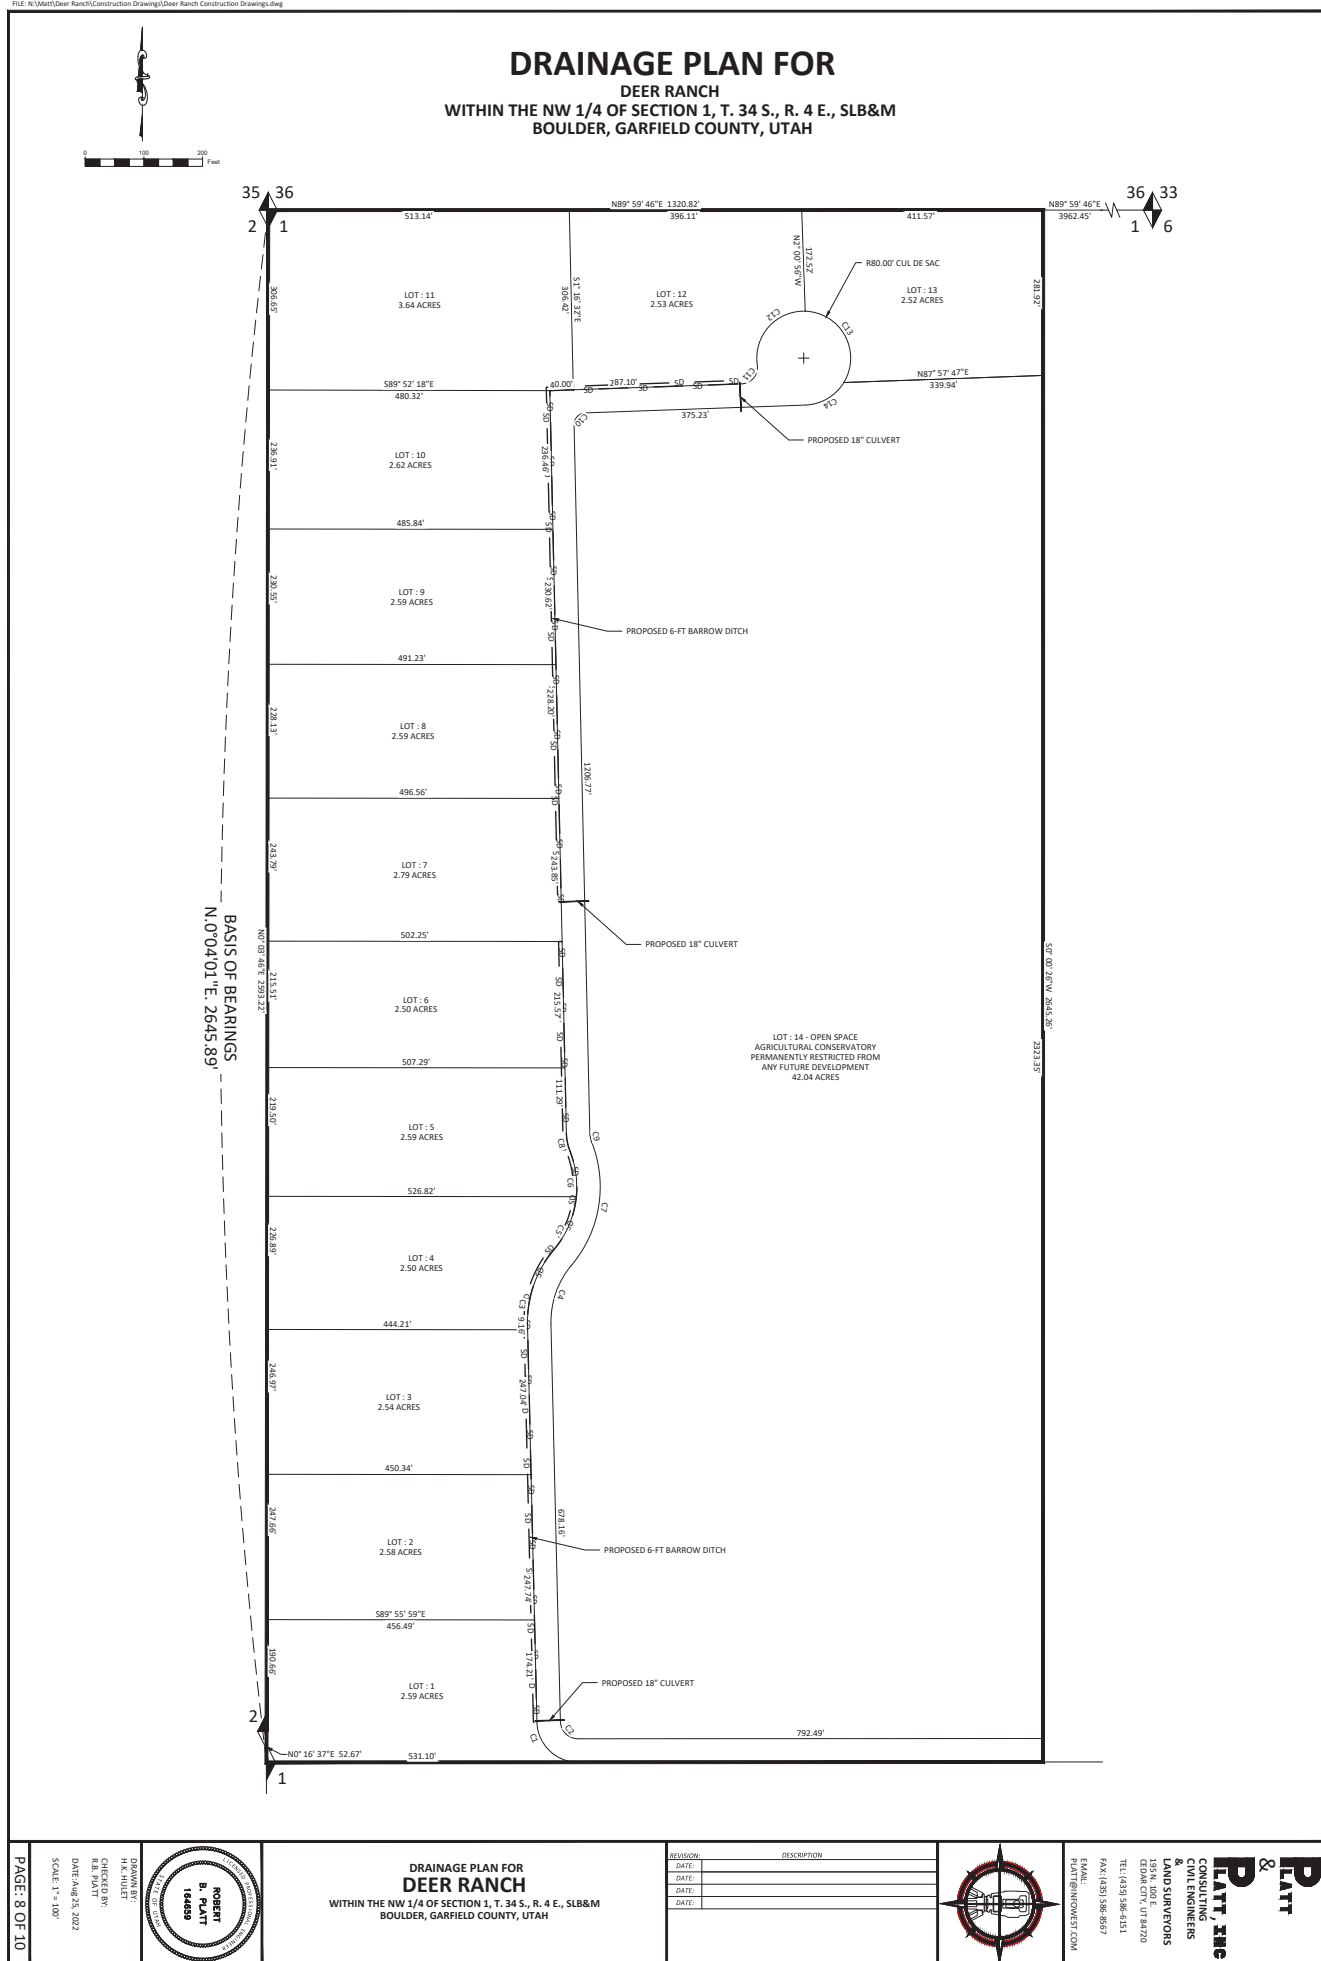 FILE: N:\Matt\Deer Ranch\Construction Drawings\Deer Ranch Construction Drawings.dwg
DRAINAGE PLAN FOR
DEER RANCH
WITHIN THE NW 1/4 OF SECTION 1, T. 34 S., R. 4 E., SLB&M
BOULDER, GARFIELD COUNTY, UTAH
0 100 200
Feet
35 36
2 1
N89° 59' 46"E 1320.82'
513.14'
396.11'
411.57'
N89° 59' 46"E
3962.45'
36 33
1 6
306.65'
LOT : 11
3.64 ACRES
S1° 16' 32"E
306.42'
LOT : 12
2.53 ACRES
N2° 00' 56"W
172.52'
R80.00' CUL DE SAC
LOT : 13
2.52 ACRES
281.92'
C12
C13
C11
C14
S89° 52' 18"E
480.32'
40.00'
287.10'
SD SD SD SD SD
N87° 57' 47"E
339.94'
C10
375.23'
PROPOSED 18" CULVERT
236.91'
LOT : 10
2.62 ACRES
236.46'
485.84'
230.55'
LOT : 9
2.59 ACRES
230.62'
PROPOSED 6-FT BARROW DITCH
491.23'
228.13'
LOT : 8
2.59 ACRES
228.20'
1206.77'
496.56'
243.79'
LOT : 7
2.79 ACRES
243.85'
PROPOSED 18" CULVERT
502.25'
BASIS OF BEARINGS
N.0°04'01"E. 2645.89'
N0° 03' 46"E 2593.22'
215.51'
LOT : 6
2.50 ACRES
215.57'
S0° 00' 26"W 2645.26'
2323.35'
LOT : 14 - OPEN SPACE
AGRICULTURAL CONSERVATORY
PERMANENTLY RESTRICTED FROM
ANY FUTURE DEVELOPMENT
42.04 ACRES
507.29'
219.50'
LOT : 5
2.59 ACRES
111.29'
C8
C9
C6
526.82'
C7
226.89'
LOT : 4
2.50 ACRES
C5
C4
C3
9.16'
444.21'
246.97'
LOT : 3
2.54 ACRES
247.04'
450.34'
247.66'
LOT : 2
2.58 ACRES
678.16'
PROPOSED 6-FT BARROW DITCH
247.74'
S89° 55' 59"E
456.49'
190.66'
LOT : 1
2.59 ACRES
174.21'
PROPOSED 18" CULVERT
C1
C2
792.49'
2
N0° 16' 37"E 52.67'
531.10'
1
PAGE: 8 OF 10
SCALE: 1" = 100'
DATE: Aug 25, 2022
CHECKED BY:
R.B. PLATT
DRAWN BY:
H.K. HULET
LICENSED PROFESSIONAL ENGINEER
ROBERT
B. PLATT
164659
STATE OF UTAH
DRAINAGE PLAN FOR
DEER RANCH
WITHIN THE NW 1/4 OF SECTION 1, T. 34 S., R. 4 E., SLB&M
BOULDER, GARFIELD COUNTY, UTAH
REVISION: DESCRIPTION
DATE:
DATE:
DATE:
DATE:
PLATT
&
PLATT, INC
CONSULTING
CIVIL ENGINEERS
&
LAND SURVEYORS
195 N. 100 E.
CEDAR CITY, UT 84720
TEL: (435) 586-6151
FAX: (435) 586-8567
EMAIL:
PLATT@INFOWEST.COM